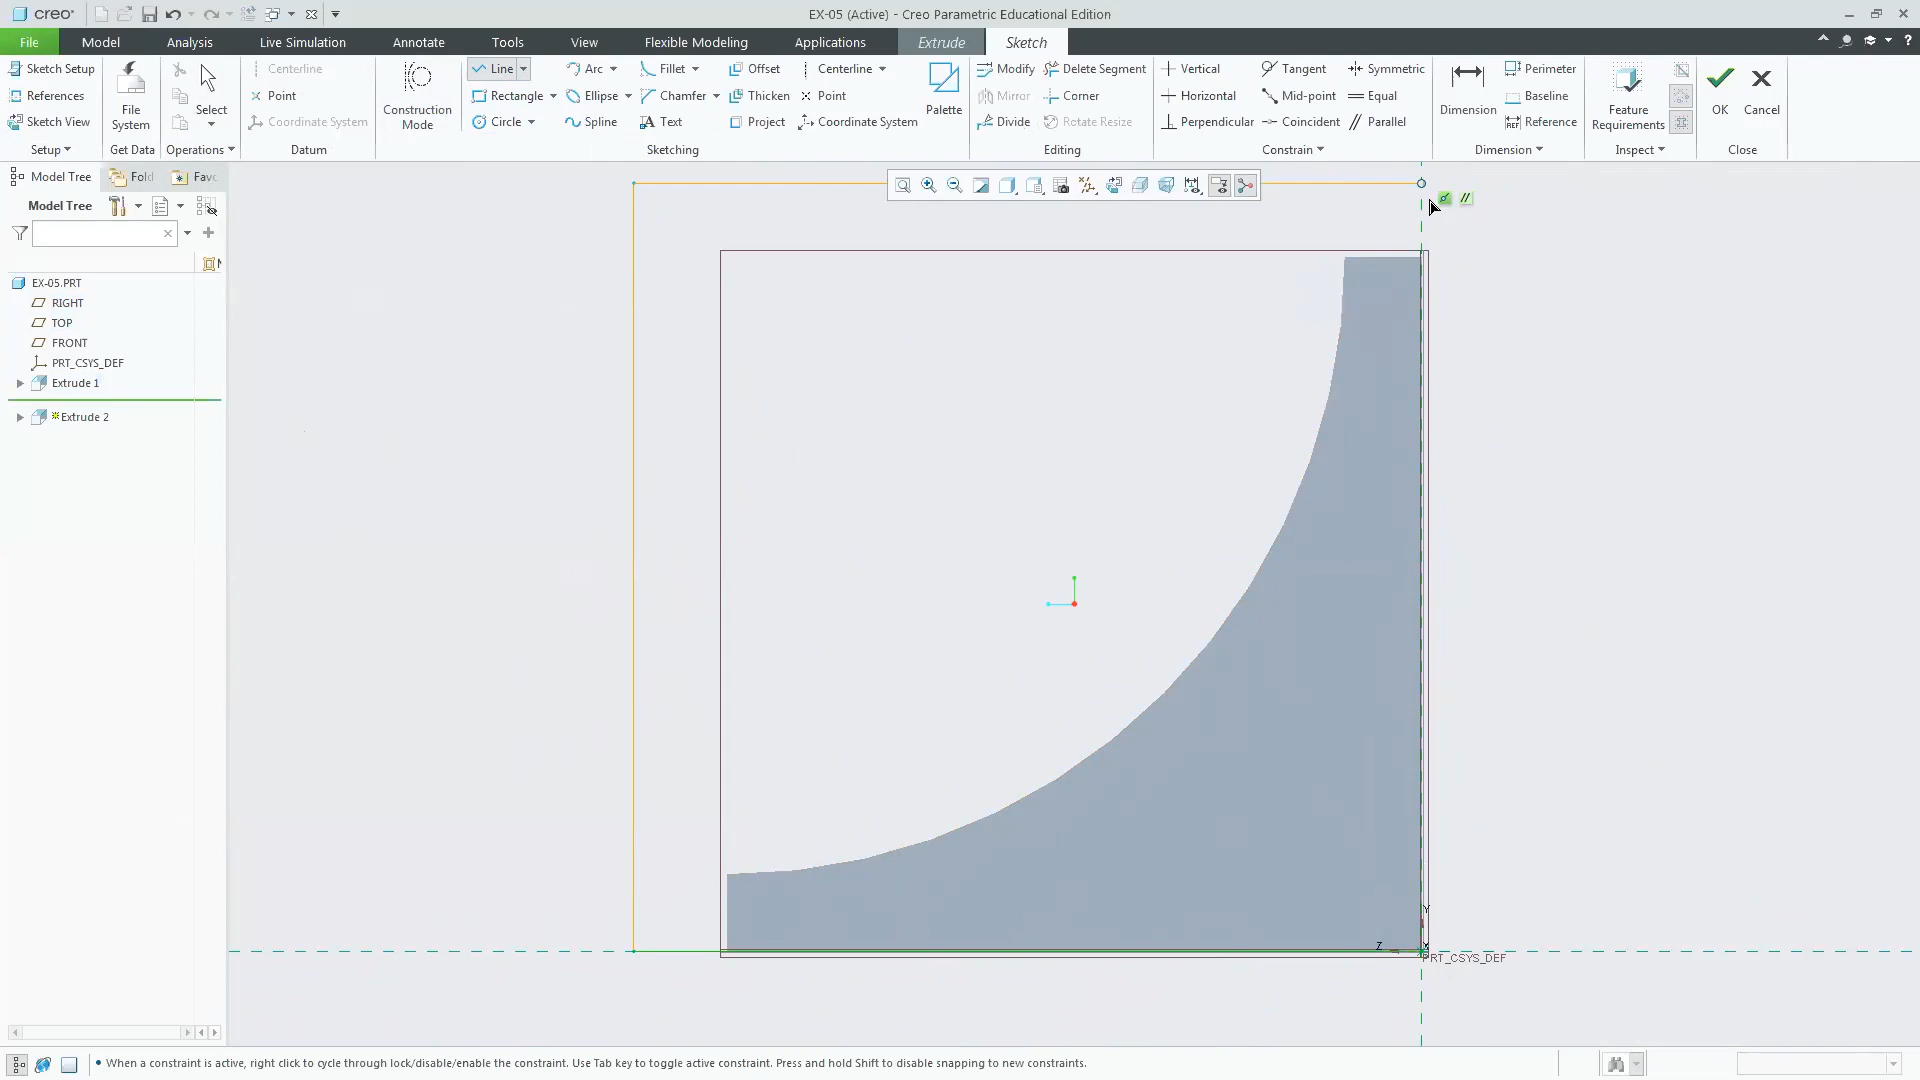 creo EX-05 (Active) - Creo Parametric Educational Edition
File Model Analysis Live Simulation Annotate Tools View Flexible Modeling Applications Extrude Sketch
Sketch Setup Centerline Line Arc Fillet Offset Centerline Modify Delete Segment Vertical Tangent Symmetric Perimeter
References Point Rectangle Ellipse Chamfer Thicken Point Mirror Corner Horizontal Mid-point Equal Baseline
File System Select Construction Mode Palette Dimension Feature Requirements OK Cancel
Sketch View Coordinate System Circle Spline Text Project Coordinate System Divide Rotate Resize Perpendicular Coincident Parallel Reference
Setup Get Data Operations Datum Sketching Editing Constrain Dimension Inspect Close
Model Tree Fold Favc
Model Tree
EX-05.PRT
RIGHT
TOP
FRONT
PRT_CSYS_DEF
Extrude 1
Extrude 2
Y
Z X
PRT_CSYS_DEF
• When a constraint is active, right click to cycle through lock/disable/enable the constraint. Use Tab key to toggle active constraint. Press and hold Shift to disable snapping to new constraints.